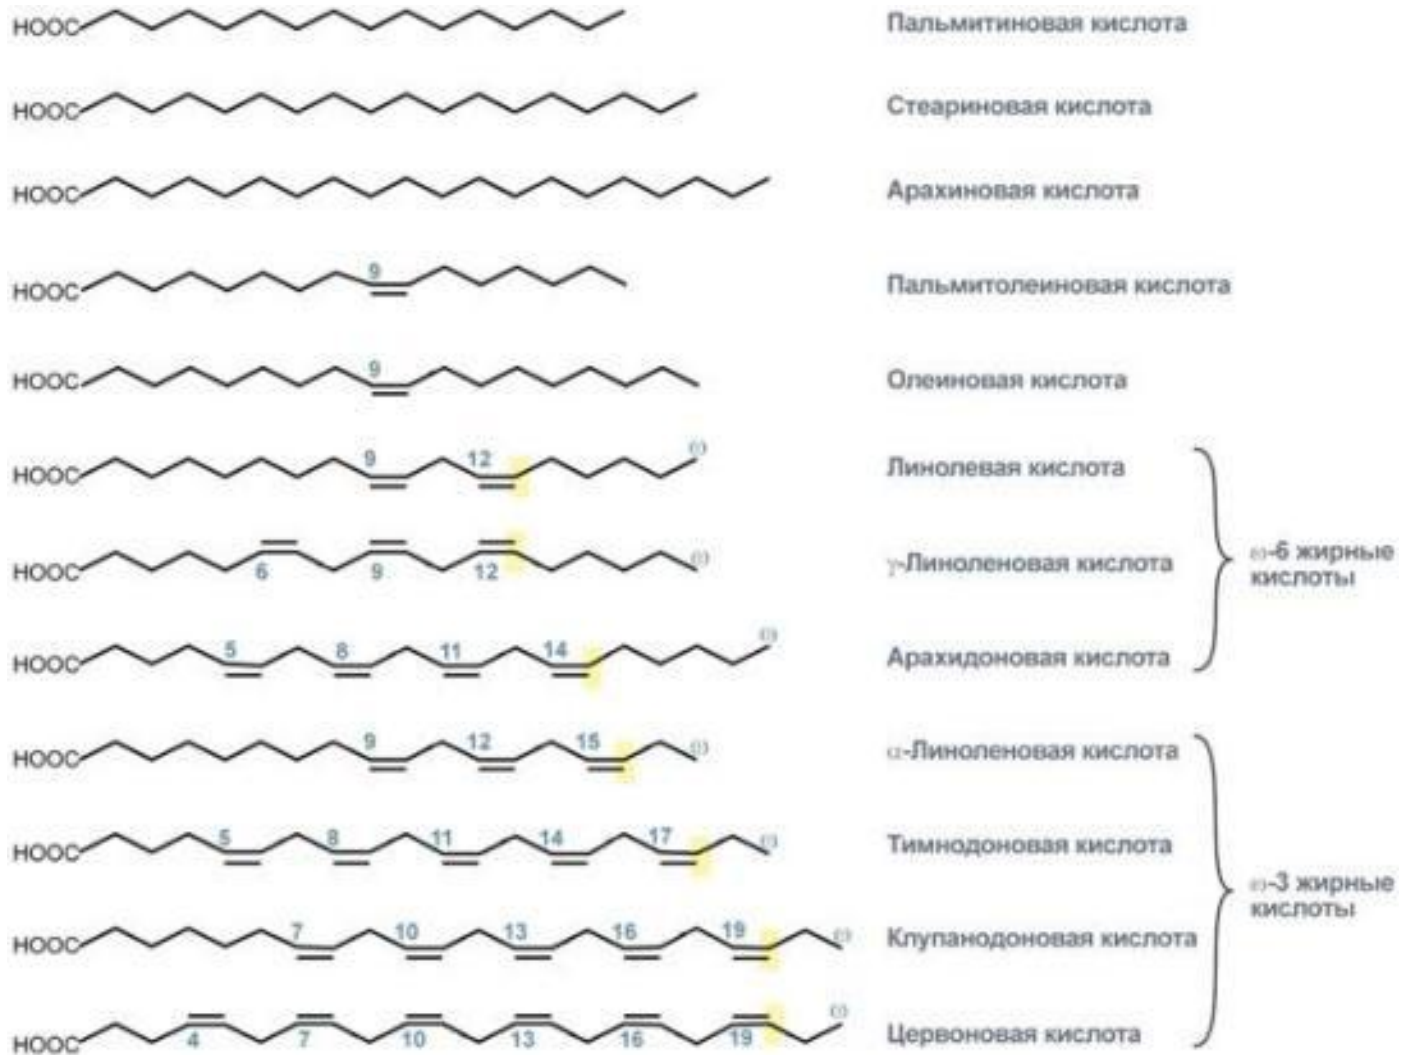 HOOC Пальмитиновая кислота
HOOC Стеариновая кислота
HOOC Арахиновая кислота
HOOC 9 Пальмитолеиновая кислота
HOOC 9 Олеиновая кислота
HOOC 9 12 ω Линолевая кислота
HOOC 6 9 12 ω γ-Линоленовая кислота
ω-6 жирные
кислоты
HOOC 5 8 11 14 ω Арахидоновая кислота
HOOC 9 12 15 ω α-Линоленовая кислота
HOOC 5 8 11 14 17 ω Тимнодоновая кислота
ω-3 жирные
кислоты
HOOC 7 10 13 16 19 ω Клупанодоновая кислота
HOOC 4 7 10 13 16 19 ω Цервоновая кислота